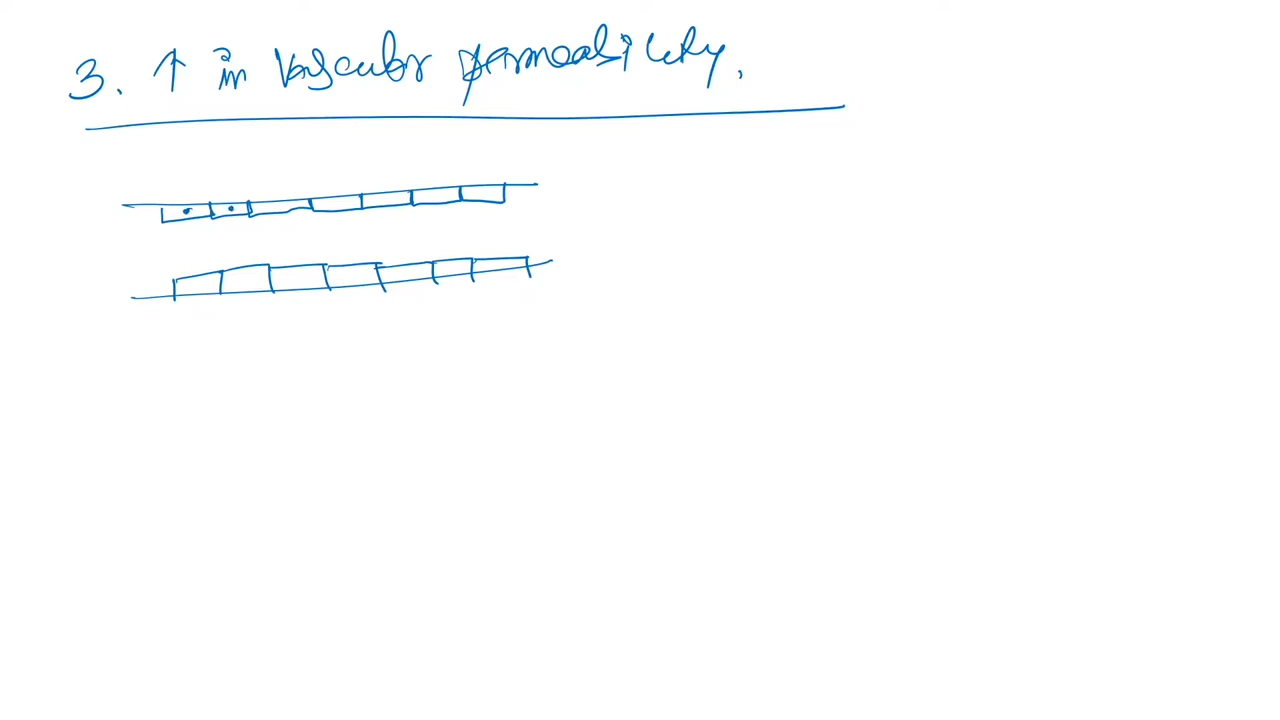 3. ↑ in vascular permeability.